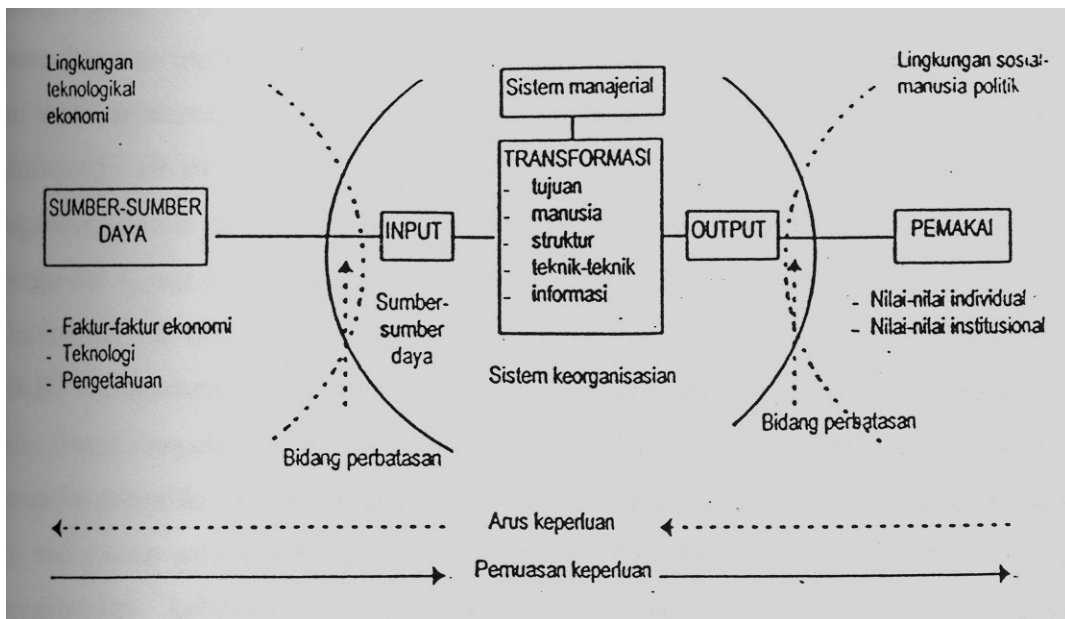 Lingkungan
teknologikal
ekonomi
Sistem manajerial
Lingkungan sosial-
manusia politik
SUMBER-SUMBER
DAYA
INPUT
TRANSFORMASI
- tujuan
- manusia
- struktur
- teknik-teknik
- informasi
OUTPUT
PEMAKAI
- Faktur-faktur ekonomi
- Teknologi
- Pengetahuan
Sumber-
sumber
daya
Sistem keorganisasian
- Nilai-nilai individual
- Nilai-nilai institusional
Bidang perbatasan
Bidang perbatasan
Arus keperluan
Pemuasan keperluan